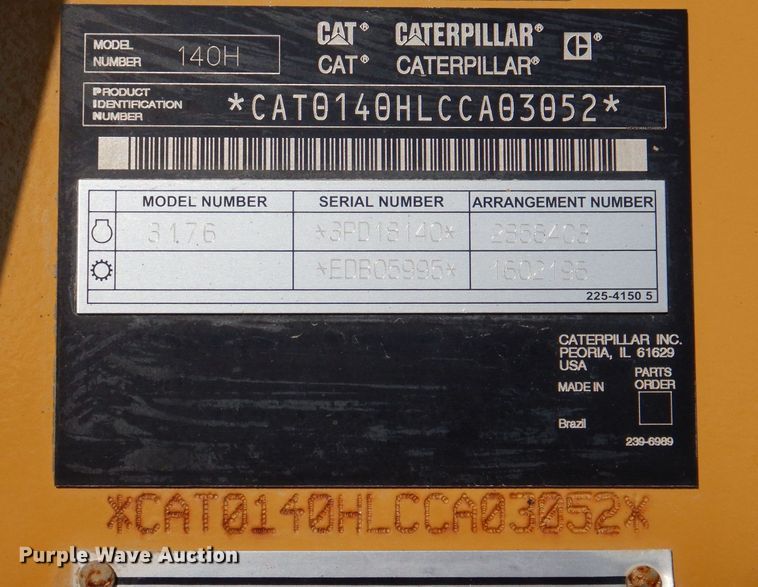 MODEL NUMBER 140H
CAT® CATERPILLAR® C®
CAT® CATERPILLAR®
PRODUCT IDENTIFICATION NUMBER *CAT0140HLCCA03052*
MODEL NUMBER SERIAL NUMBER ARRANGEMENT NUMBER
3176 *3PD18140* 2358403
*EDB05995* 1602196
225-4150 5
CATERPILLAR INC.
PEORIA, IL 61629
USA
MADE IN PARTS ORDER
Brazil
239-6989
*CAT0140HLCCA03052*
Purple Wave Auction